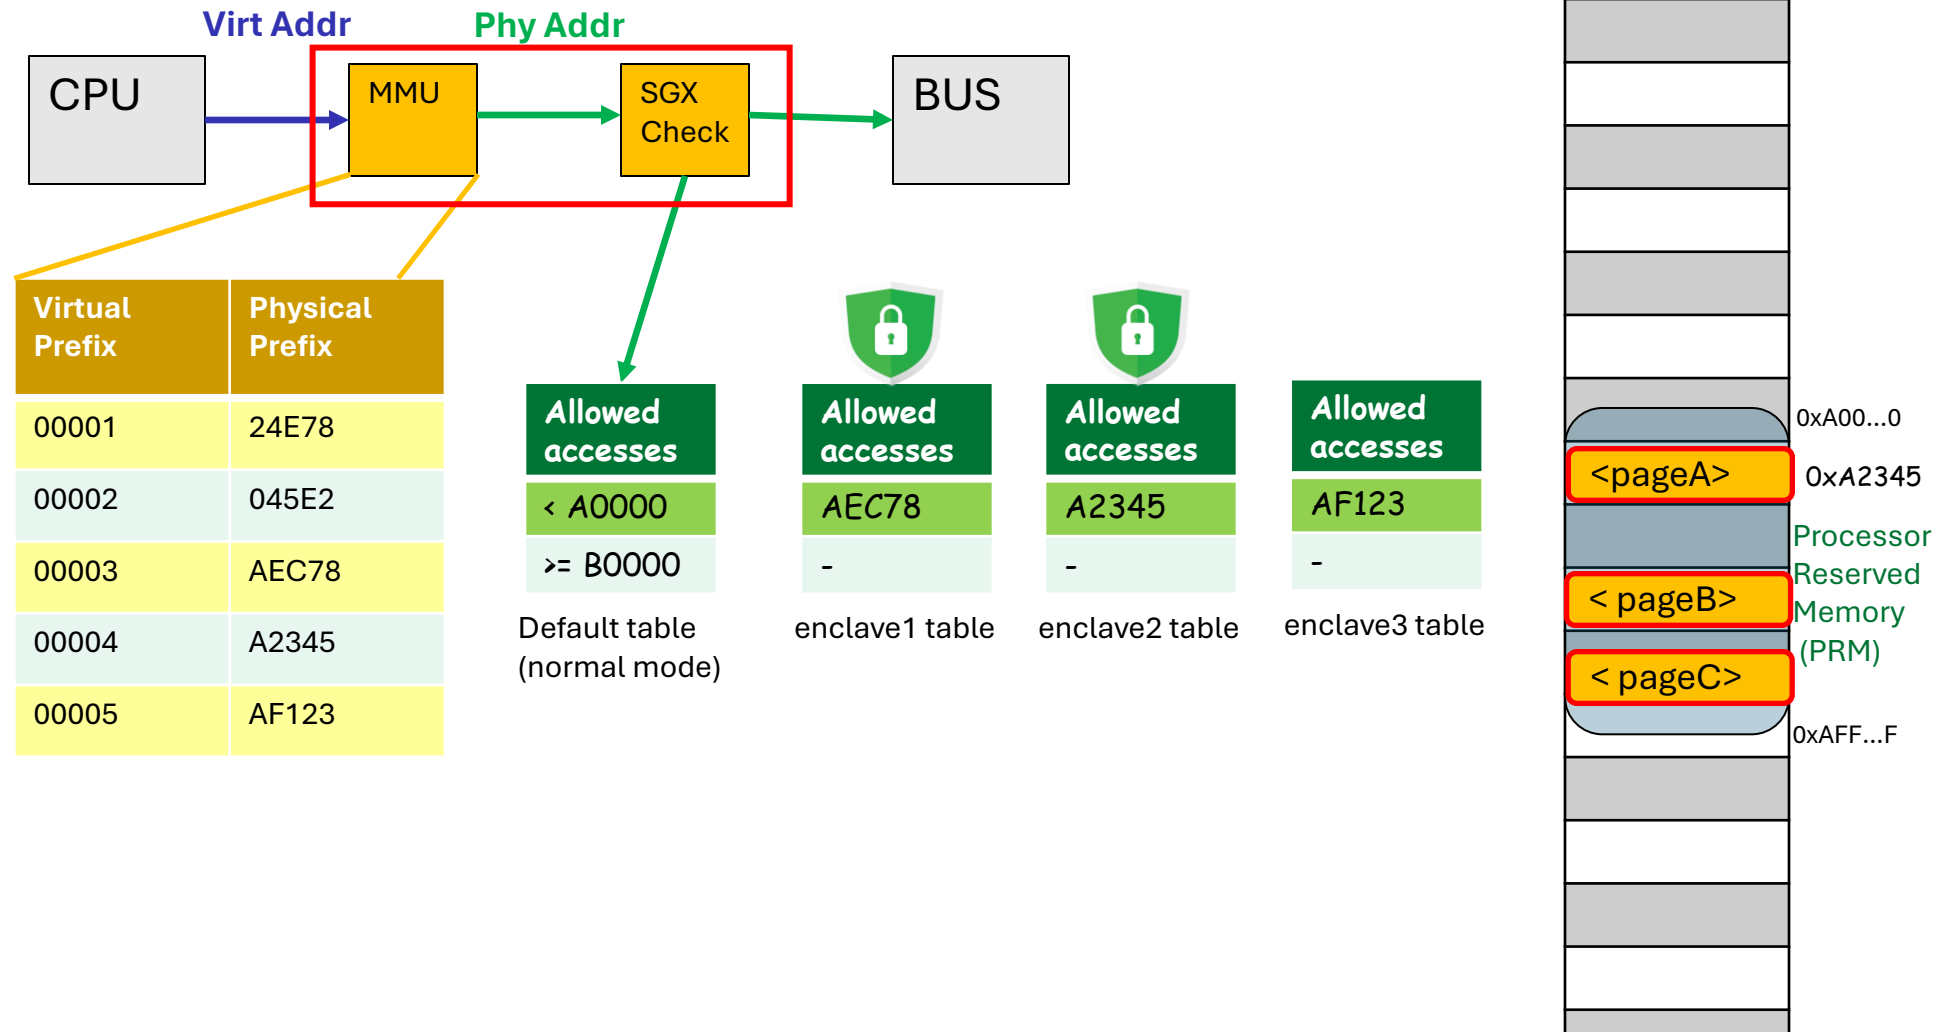 Virt Addr
Phy Addr
CPU
MMU
SGX
Check
BUS
Virtual
Prefix
Physical
Prefix
00001
24E78
00002
045E2
00003
AEC78
00004
A2345
00005
AF123
Allowed
accesses
< A0000
>= B0000
Default table
(normal mode)
Allowed
accesses
AEC78
-
enclave1 table
Allowed
accesses
A2345
-
enclave2 table
Allowed
accesses
AF123
-
enclave3 table
0xA00...0
<pageA>
0xA2345
Processor
Reserved
Memory
(PRM)
< pageB>
< pageC>
0xAFF...F